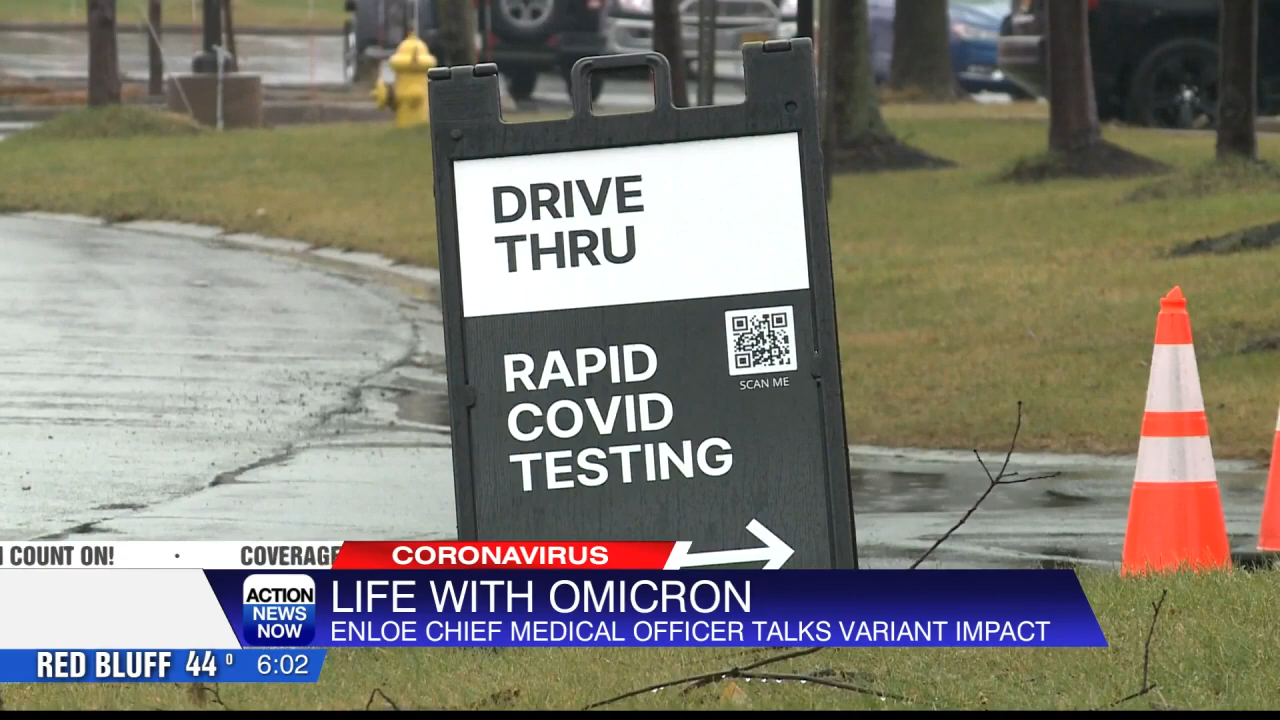 DRIVE
THRU
SCAN ME
RAPID
COVID
TESTING
COUNT ON! · COVERAGE
CORONAVIRUS
ACTION
NEWS
NOW
LIFE WITH OMICRON
ENLOE CHIEF MEDICAL OFFICER TALKS VARIANT IMPACT
RED BLUFF 44° 6:02